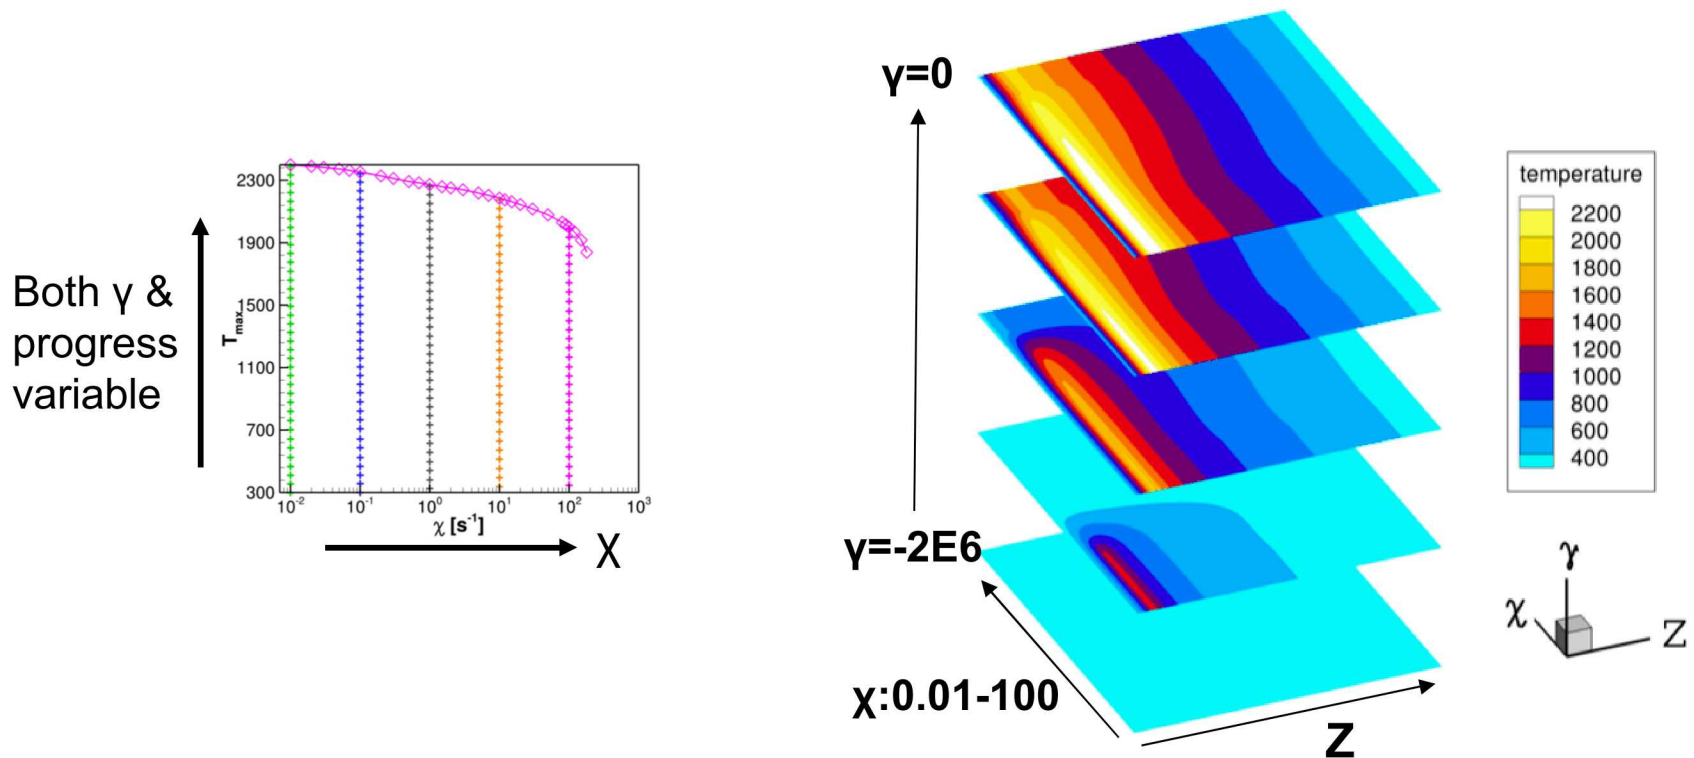 Both γ &
progress
variable
2300
1900
1500
1100
700
300
T_max
10⁻²
10⁻¹
10⁰
10¹
10²
10³
χ [s⁻¹]
χ
γ=0
γ=-2E6
χ:0.01-100
Z
temperature
2200
2000
1800
1600
1400
1200
1000
800
600
400
γ
χ
Z